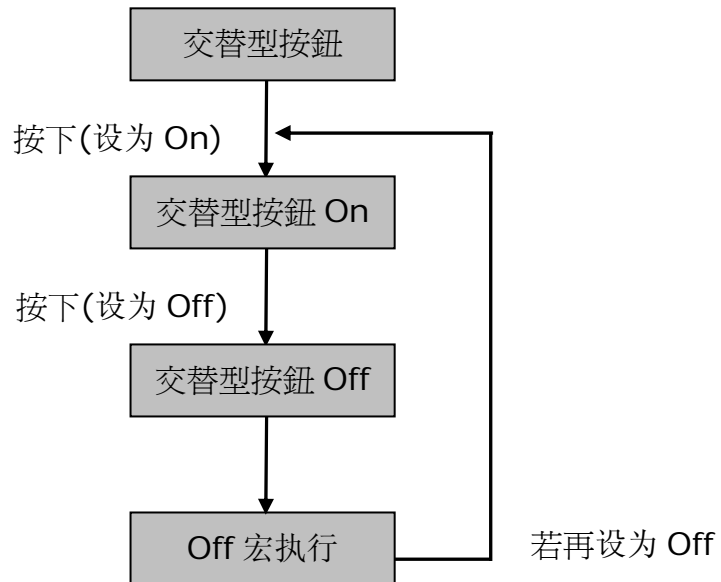 交替型按鈕
按下(设为 On)
交替型按鈕 On
按下(设为 Off)
交替型按鈕 Off
Off 宏执行
若再设为 Off